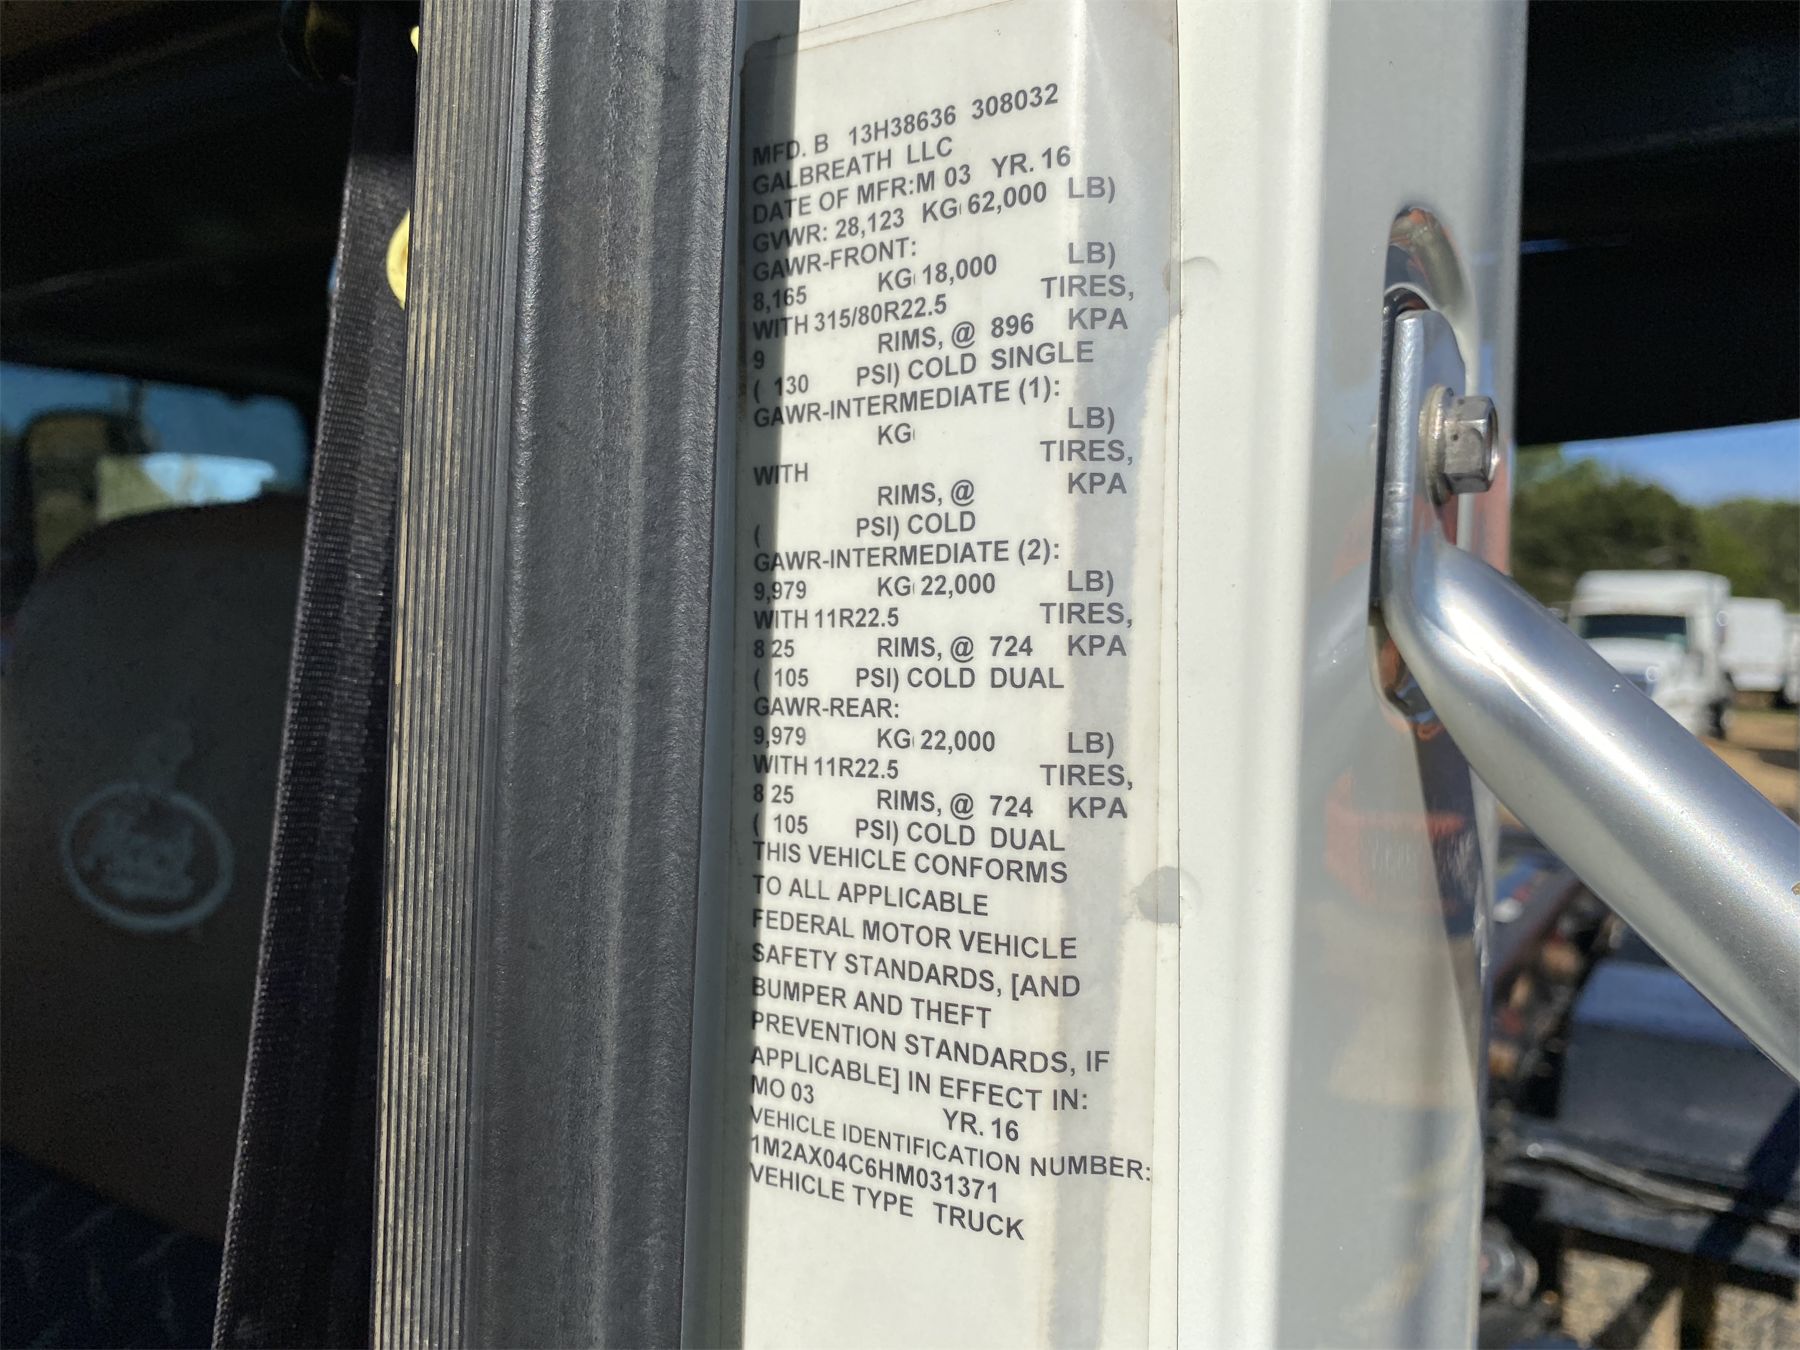 MFD. B 13H38636 308032
GALBREATH LLC
DATE OF MFR:M 03 YR. 16
GVWR: 28,123 KG 62,000 LB)
GAWR-FRONT:
8,165 KG 18,000 LB)
WITH 315/80R22.5 TIRES,
9 RIMS, @ 896 KPA
( 130 PSI) COLD SINGLE
GAWR-INTERMEDIATE (1):
KG LB)
WITH TIRES,
RIMS, @ KPA
( PSI) COLD
GAWR-INTERMEDIATE (2):
9,979 KG 22,000 LB)
WITH 11R22.5 TIRES,
8 25 RIMS, @ 724 KPA
( 105 PSI) COLD DUAL
GAWR-REAR:
9,979 KG 22,000 LB)
WITH 11R22.5 TIRES,
8 25 RIMS, @ 724 KPA
( 105 PSI) COLD DUAL
THIS VEHICLE CONFORMS
TO ALL APPLICABLE
FEDERAL MOTOR VEHICLE
SAFETY STANDARDS, [AND
BUMPER AND THEFT
PREVENTION STANDARDS, IF
APPLICABLE] IN EFFECT IN:
MO 03 YR. 16
VEHICLE IDENTIFICATION NUMBER:
1M2AX04C6HM031371
VEHICLE TYPE TRUCK
Mack